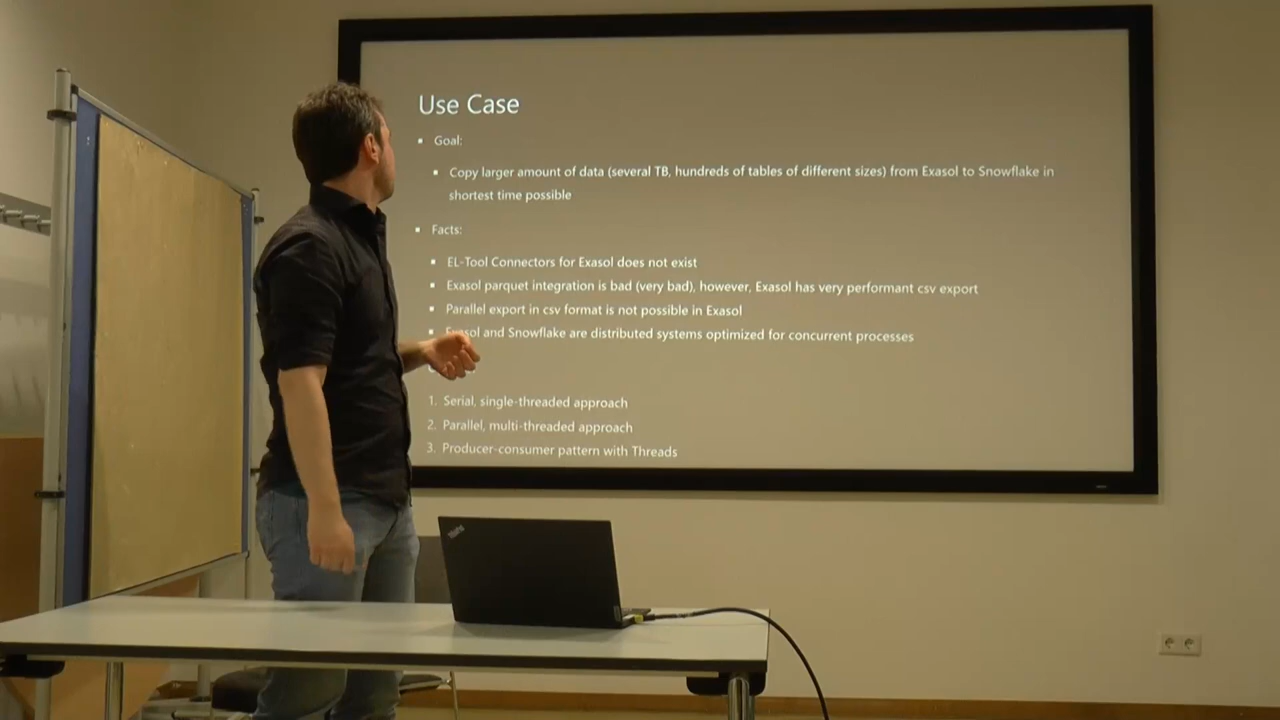 Use Case
Goal:
Copy larger amount of data (several TB, hundreds of tables of different sizes) from Exasol to Snowflake in
shortest time possible
Facts:
EL-Tool Connectors for Exasol does not exist
Exasol parquet integration is bad (very bad), however, Exasol has very performant csv export
Parallel export in csv format is not possible in Exasol
Exasol and Snowflake are distributed systems optimized for concurrent processes
1. Serial, single-threaded approach
2. Parallel, multi-threaded approach
3. Producer-consumer pattern with Threads
ThinkPad